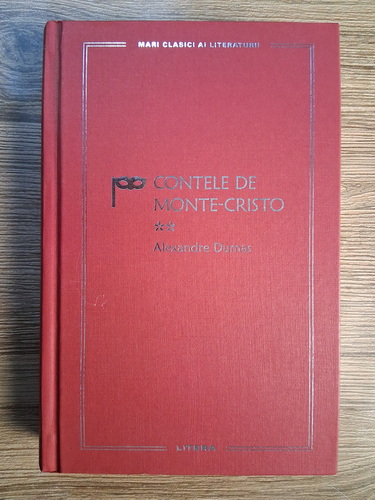 MARI CLASICI AI LITERATURII
CONTELE DE
MONTE-CRISTO
**
Alexandre Dumas
LITERA